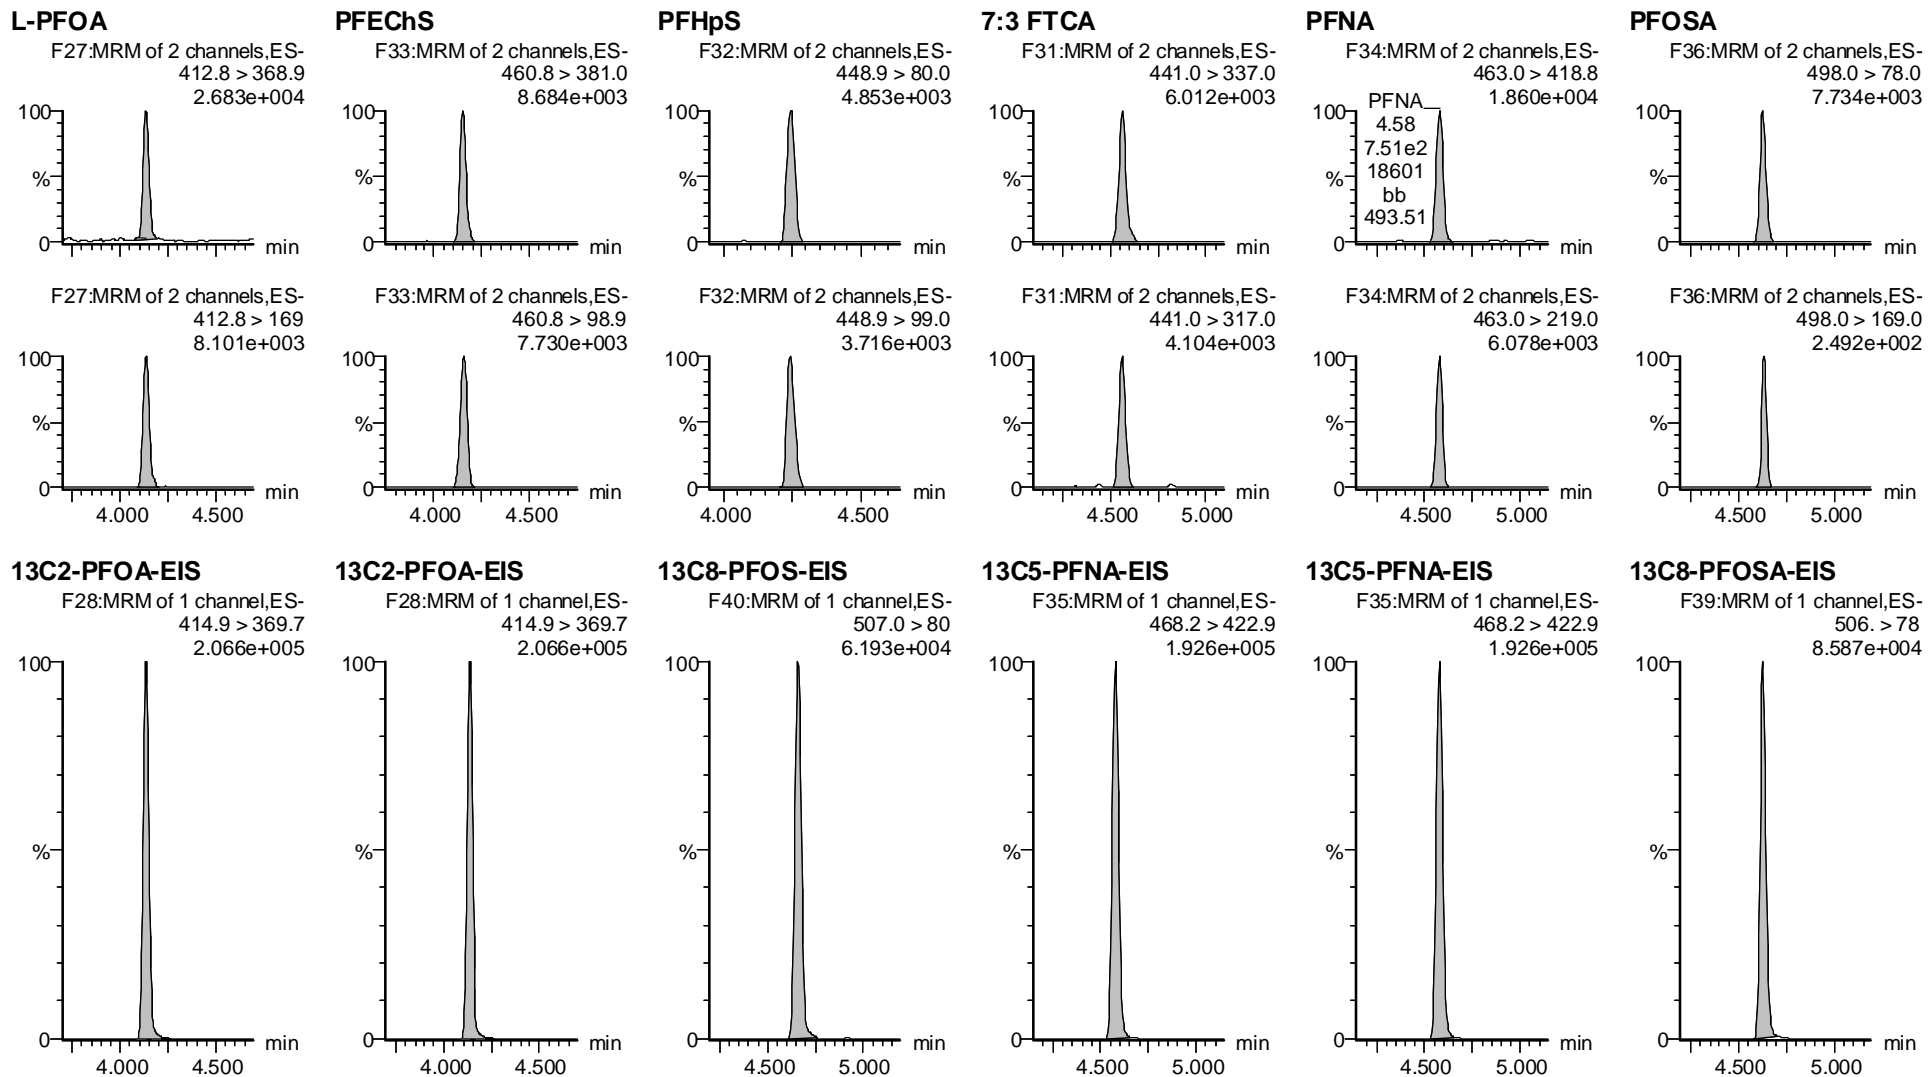 L-PFOA
F27:MRM of 2 channels,ES-
412.8 > 368.9
2.683e+004
100
%
0
min
F27:MRM of 2 channels,ES-
412.8 > 169
8.101e+003
100
%
0
min
4.000 4.500
PFEChS
F33:MRM of 2 channels,ES-
460.8 > 381.0
8.684e+003
100
%
0
min
F33:MRM of 2 channels,ES-
460.8 > 98.9
7.730e+003
100
%
0
min
4.000 4.500
PFHpS
F32:MRM of 2 channels,ES-
448.9 > 80.0
4.853e+003
100
%
0
min
F32:MRM of 2 channels,ES-
448.9 > 99.0
3.716e+003
100
%
0
min
4.000 4.500
7:3 FTCA
F31:MRM of 2 channels,ES-
441.0 > 337.0
6.012e+003
100
%
0
min
F31:MRM of 2 channels,ES-
441.0 > 317.0
4.104e+003
100
%
0
min
4.500 5.000
PFNA
F34:MRM of 2 channels,ES-
463.0 > 418.8
1.860e+004
100
PFNA
4.58
7.51e2
18601
bb
493.51
%
0
min
F34:MRM of 2 channels,ES-
463.0 > 219.0
6.078e+003
100
%
0
min
4.500 5.000
PFOSA
F36:MRM of 2 channels,ES-
498.0 > 78.0
7.734e+003
100
%
0
min
F36:MRM of 2 channels,ES-
498.0 > 169.0
2.492e+002
100
%
0
min
4.500 5.000
13C2-PFOA-EIS
F28:MRM of 1 channel,ES-
414.9 > 369.7
2.066e+005
100
%
0
min
4.000 4.500
13C2-PFOA-EIS
F28:MRM of 1 channel,ES-
414.9 > 369.7
2.066e+005
100
%
0
min
4.000 4.500
13C8-PFOS-EIS
F40:MRM of 1 channel,ES-
507.0 > 80
6.193e+004
100
%
0
min
4.500 5.000
13C5-PFNA-EIS
F35:MRM of 1 channel,ES-
468.2 > 422.9
1.926e+005
100
%
0
min
4.500 5.000
13C5-PFNA-EIS
F35:MRM of 1 channel,ES-
468.2 > 422.9
1.926e+005
100
%
0
min
4.500 5.000
13C8-PFOSA-EIS
F39:MRM of 1 channel,ES-
506. > 78
8.587e+004
100
%
0
min
4.500 5.000